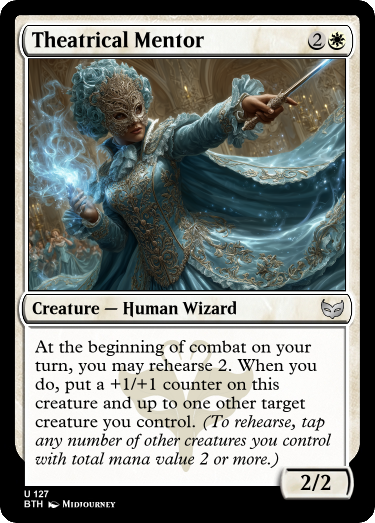 Theatrical Mentor
2
Creature — Human Wizard
At the beginning of combat on your
turn, you may rehearse 2. When you
do, put a +1/+1 counter on this
creature and up to one other target
creature you control. (To rehearse, tap
any number of other creatures you control
with total mana value 2 or more.)
2/2
U 127
BTH Midjourney